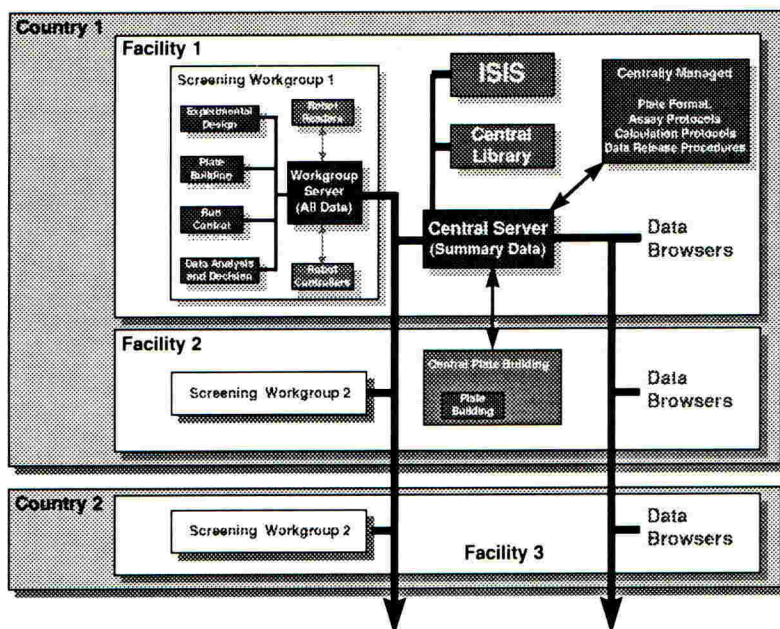 Country 1
Facility 1
Screening Workgroup 1
Experimental
Design
Plate
Building
Run
Control
Data Analysis
and Decision
Robot
Readers
Workgroup
Server
(All Data)
Robot
Controllers
ISIS
Central
Library
Central Server
(Summary Data)
Centrally Managed
Plate Format,
Assay Protocols
Calculation Protocols
Data Release Procedures
Data
Browsers
Facility 2
Screening Workgroup 2
Central Plate Building
Plate
Building
Data
Browsers
Country 2
Screening Workgroup 2
Facility 3
Data
Browsers